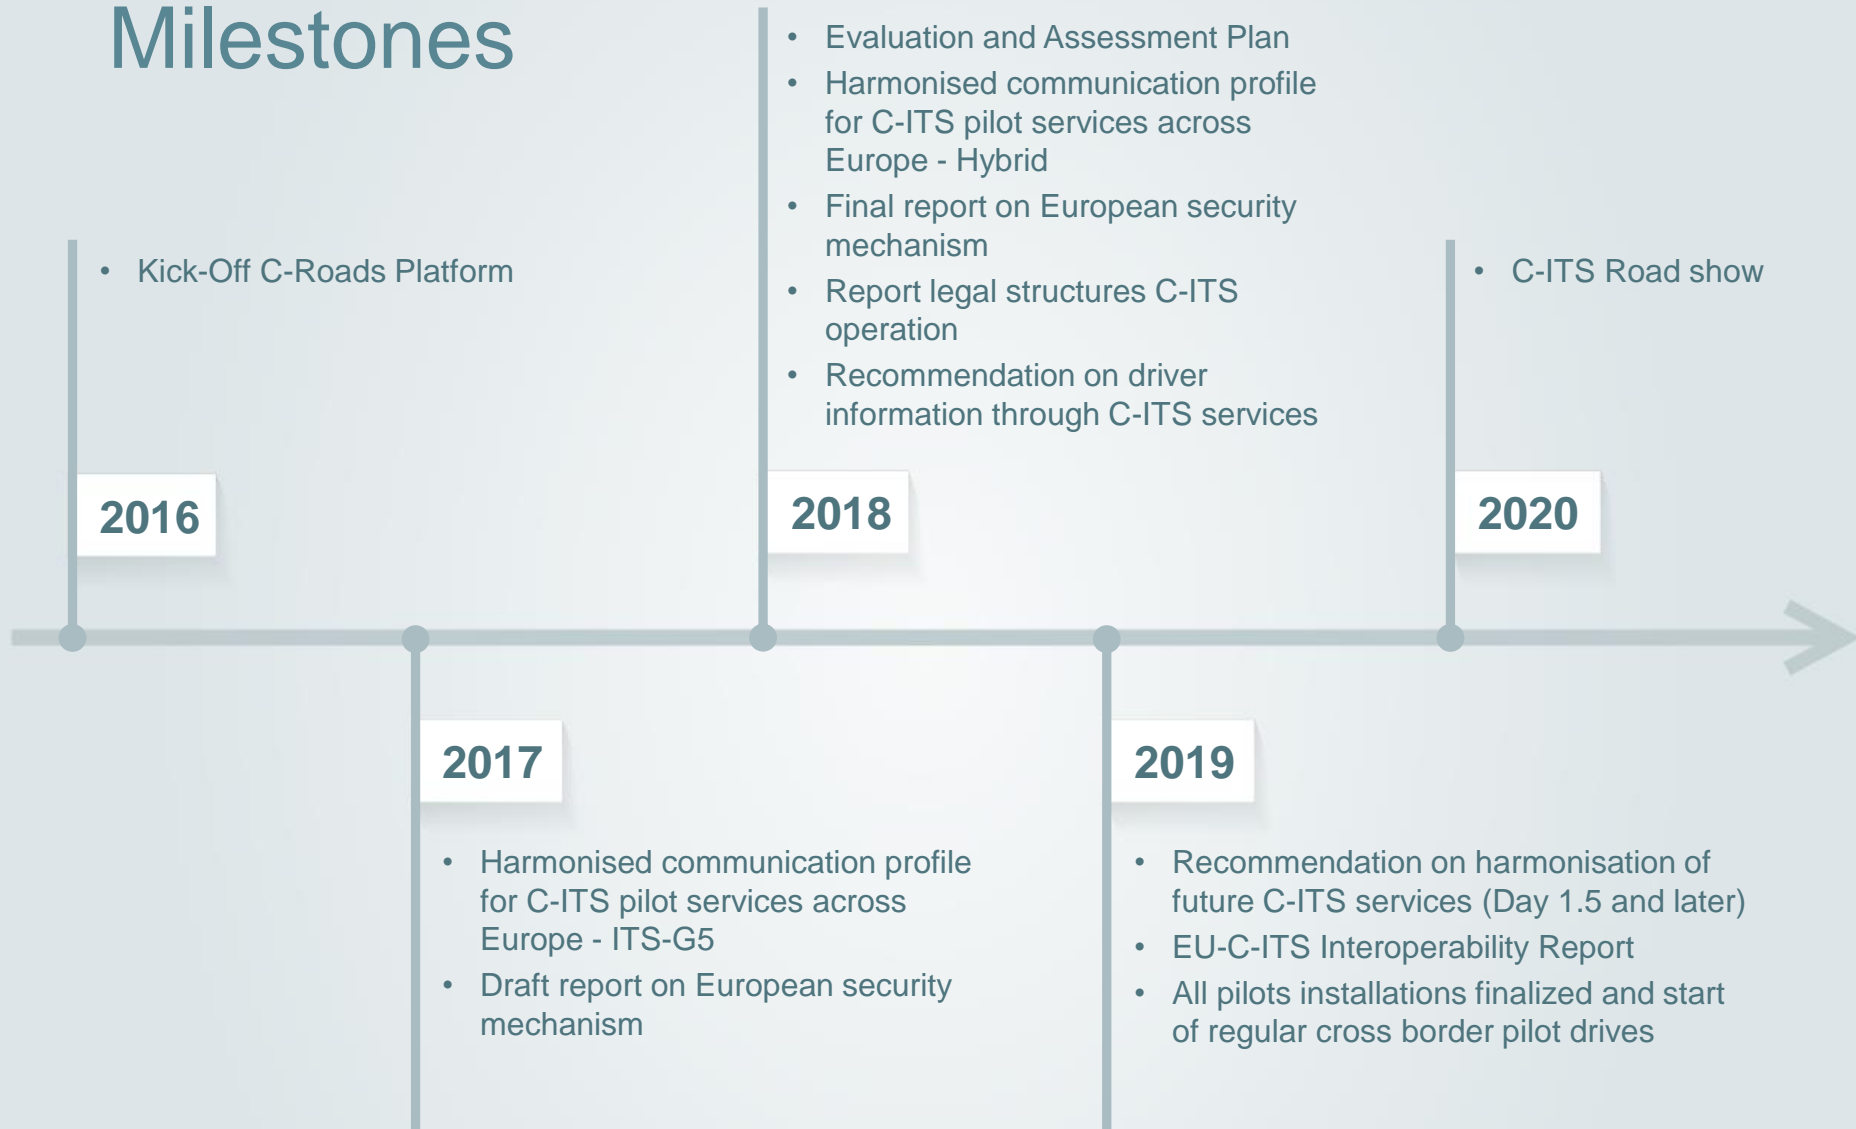 Milestones
• Kick-Off C-Roads Platform
2016
• Harmonised communication profile
for C-ITS pilot services across
Europe - ITS-G5
• Draft report on European security
mechanism
2017
• Evaluation and Assessment Plan
• Harmonised communication profile
for C-ITS pilot services across
Europe - Hybrid
• Final report on European security
mechanism
• Report legal structures C-ITS
operation
• Recommendation on driver
information through C-ITS services
2018
2019
• Recommendation on harmonisation of
future C-ITS services (Day 1.5 and later)
• EU-C-ITS Interoperability Report
• All pilots installations finalized and start
of regular cross border pilot drives
• C-ITS Road show
2020